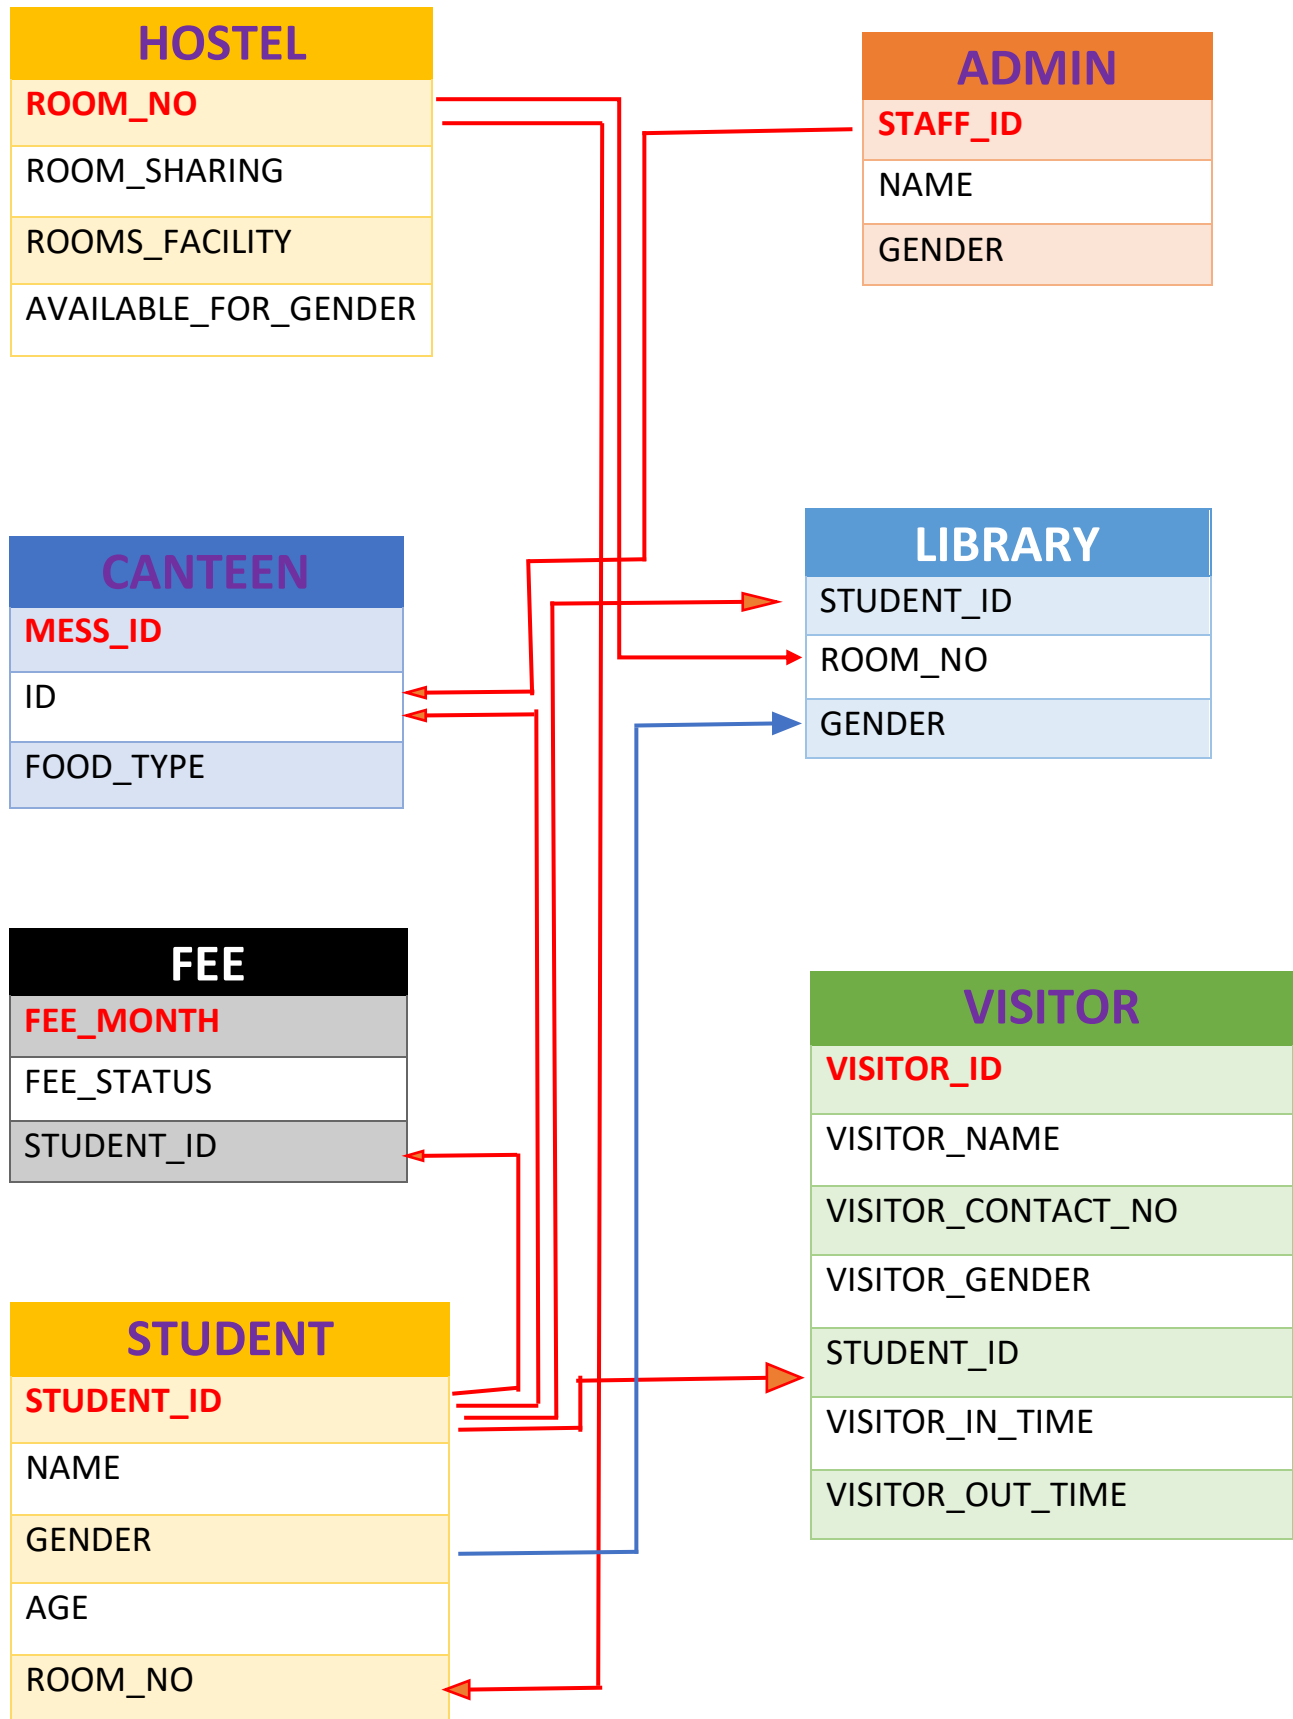 HOSTEL
ROOM_NO
ROOM_SHARING
ROOMS_FACILITY
AVAILABLE_FOR_GENDER
ADMIN
STAFF_ID
NAME
GENDER
CANTEEN
MESS_ID
ID
FOOD_TYPE
LIBRARY
STUDENT_ID
ROOM_NO
GENDER
FEE
FEE_MONTH
FEE_STATUS
STUDENT_ID
VISITOR
VISITOR_ID
VISITOR_NAME
VISITOR_CONTACT_NO
VISITOR_GENDER
STUDENT_ID
VISITOR_IN_TIME
VISITOR_OUT_TIME
STUDENT
STUDENT_ID
NAME
GENDER
AGE
ROOM_NO